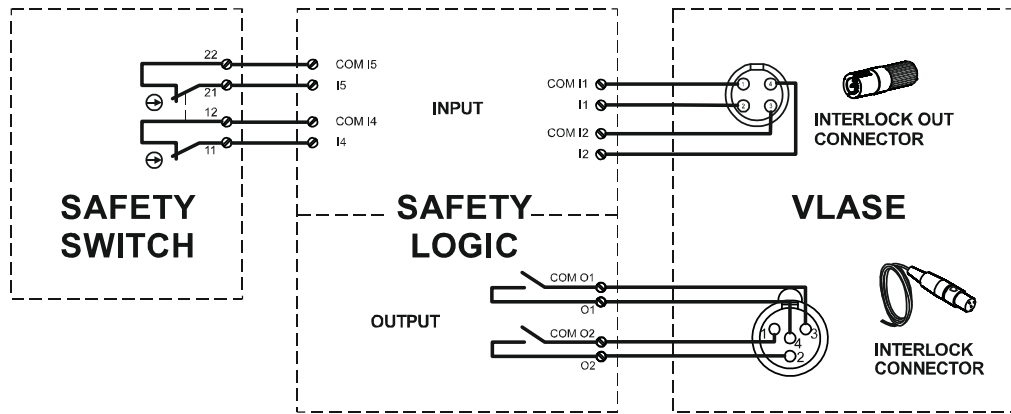 22
COM I5
21
I5
12
COM I4
11
I4
INPUT
COM I1
I1
COM I2
I2
1
4
2
3
INTERLOCK OUT
CONNECTOR
SAFETY
SWITCH
SAFETY
LOGIC
VLASE
OUTPUT
COM O1
O1
COM O2
O2
1
3
4
2
INTERLOCK
CONNECTOR